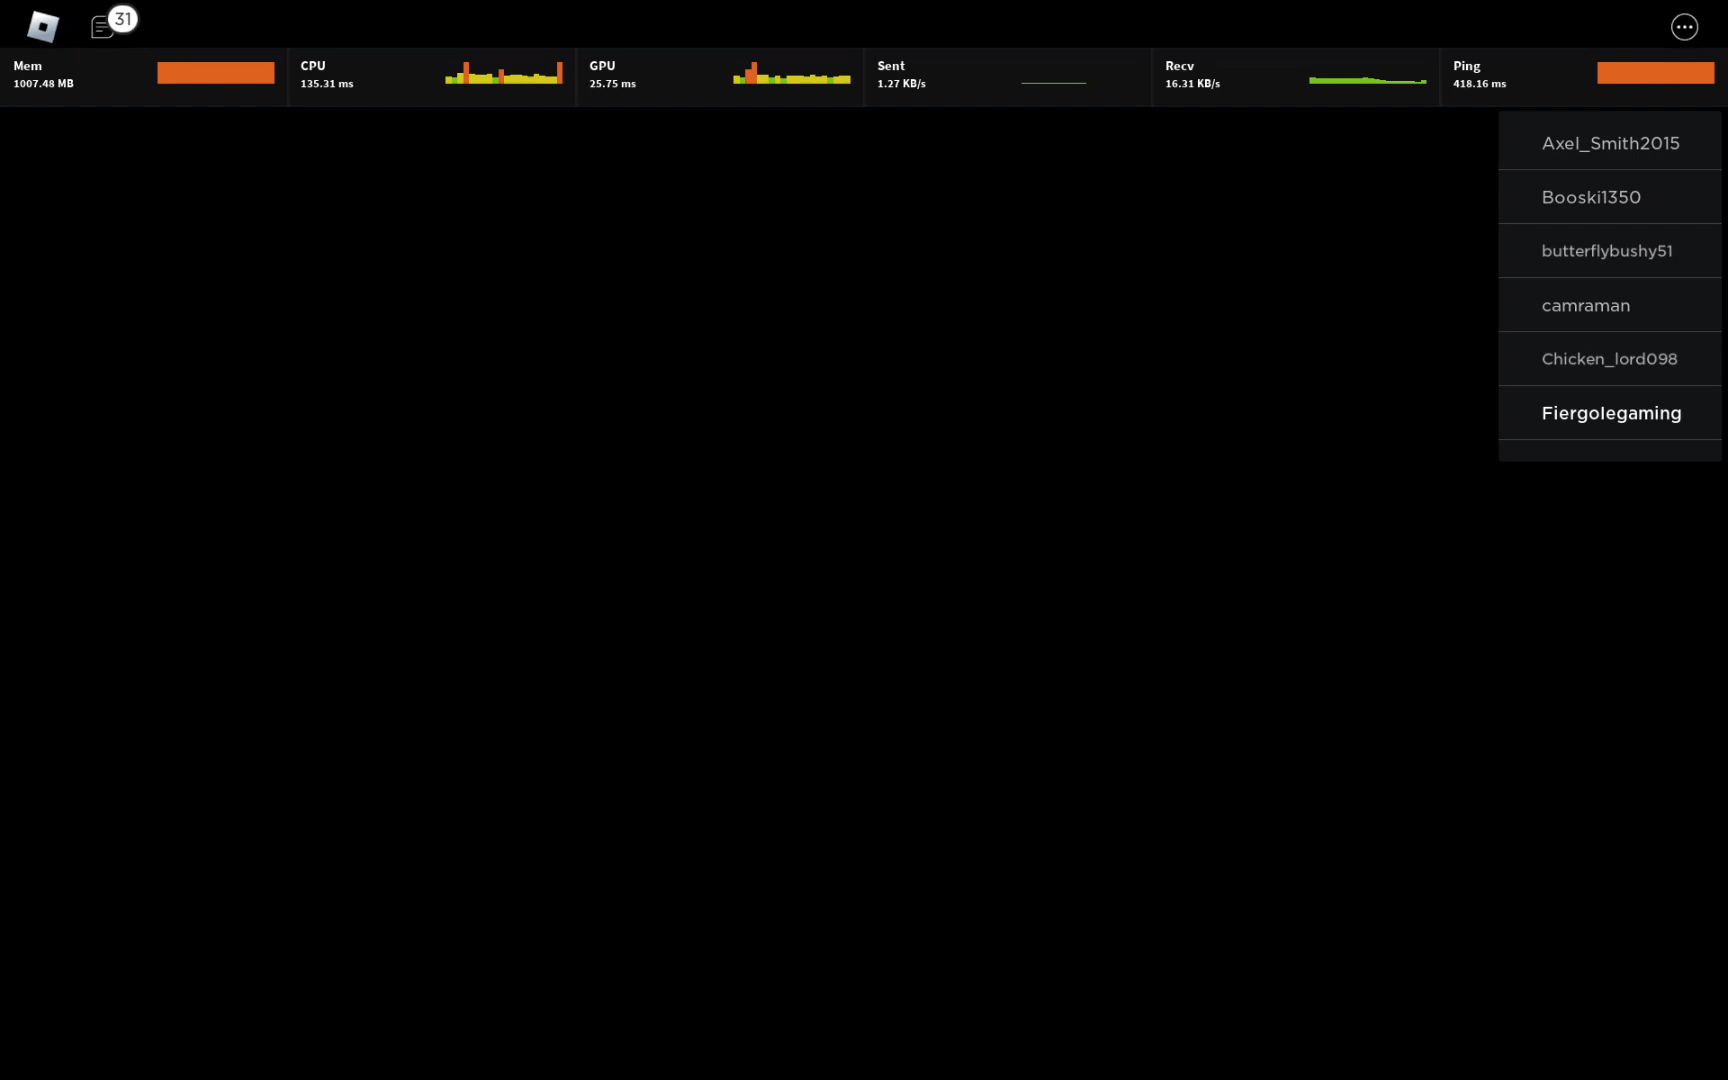 31
Mem
1007.48 MB
CPU
135.31 ms
GPU
25.75 ms
Sent
1.27 KB/s
Recv
16.31 KB/s
Ping
418.16 ms
Axel_Smith2015
Booski1350
butterflybushy51
camraman
Chicken_lord098
Fiergolegaming